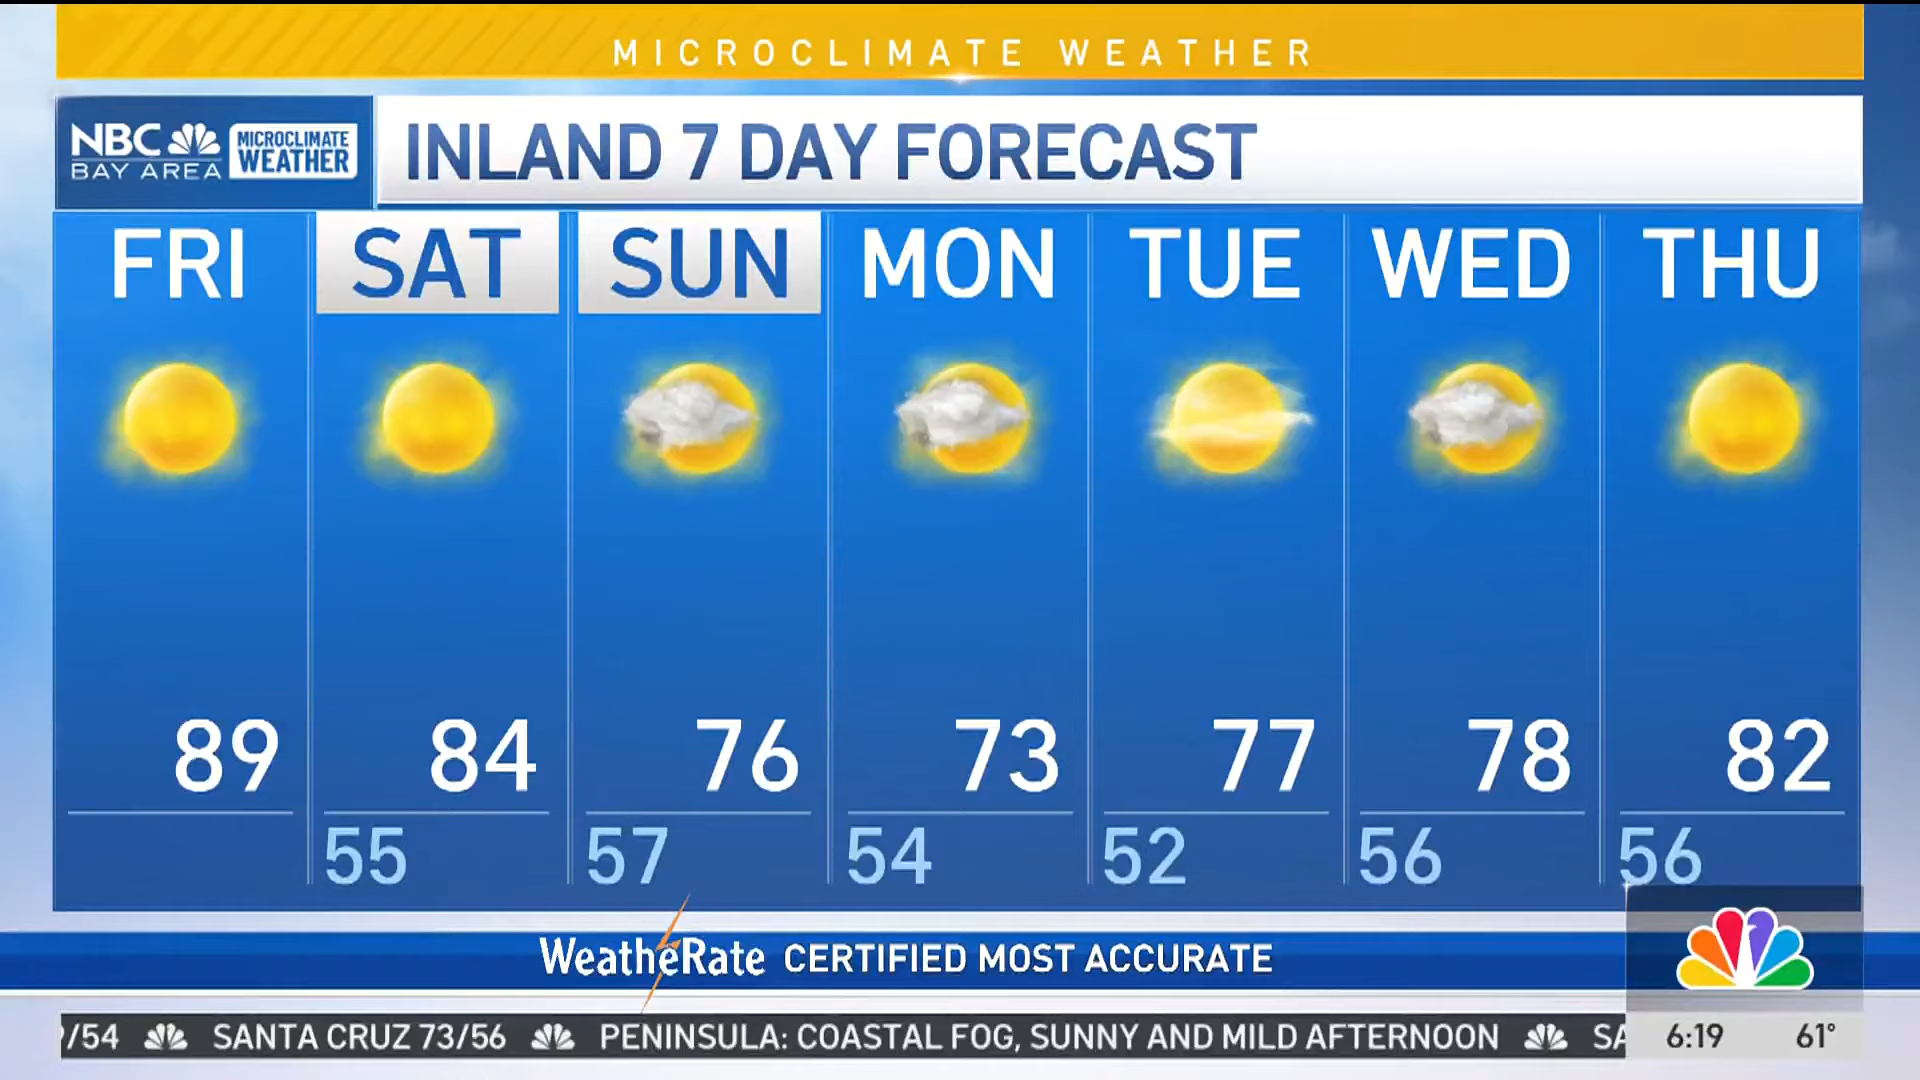 MICROCLIMATE WEATHER
NBC
BAY AREA
MICROCLIMATE
WEATHER
INLAND 7 DAY FORECAST
FRI SAT SUN MON TUE WED THU
89 84 76 73 77 78 82
55 57 54 52 56 56
WeatheRate CERTIFIED MOST ACCURATE
/54 SANTA CRUZ 73/56 PENINSULA: COASTAL FOG, SUNNY AND MILD AFTERNOON SA
6:19 61°